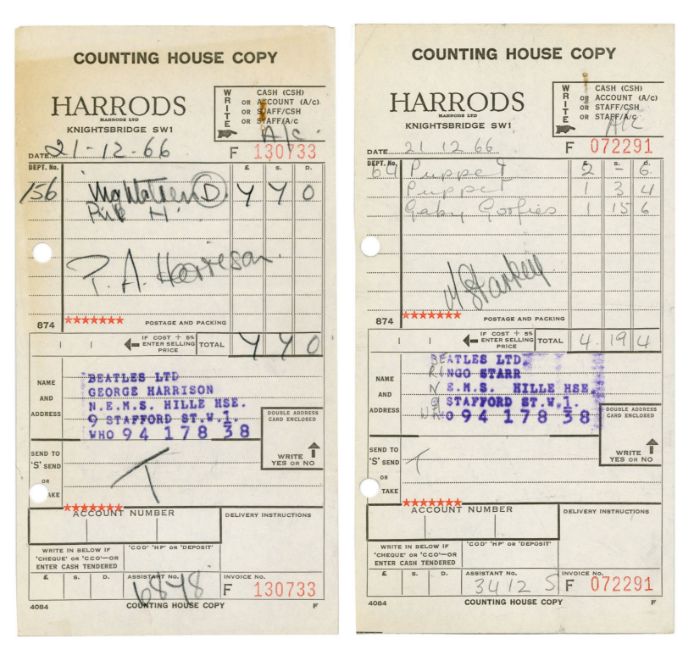 COUNTING HOUSE COPY
HARRODS
HARRODS LTD
KNIGHTSBRIDGE SW1
WRITE
CASH (CSH)
OR ACCOUNT (A/c)
OR STAFF/CSH
OR STAFF/A/c
A/c.
DATE 21-12-66
F 130733
DEPT. No. £ s. D.
156 D 4 4 0
Pink H.
P. A. Harrison.
*******
874 POSTAGE AND PACKING
IF COST + 5% ENTER SELLING PRICE TOTAL 4 4 0
NAME AND ADDRESS
BEATLES LTD
GEORGE HARRISON
N.E.M.S. HILLE HSE.
9 STAFFORD ST.W.1.
WHO 94 178 38
DOUBLE ADDRESS CARD ENCLOSED
WRITE YES OR NO
SEND TO 'S' SEND OR TAKE
T
*******
ACCOUNT NUMBER
DELIVERY INSTRUCTIONS
WRITE IN BELOW IF 'CHEQUE' OR 'CCO'—OR ENTER CASH TENDERED
'COD' 'HP' OR 'DEPOSIT'
£ s. D.
ASSISTANT No. 6848
INVOICE No.
F 130733
4084 COUNTING HOUSE COPY F
COUNTING HOUSE COPY
HARRODS
HARRODS LTD
KNIGHTSBRIDGE SW1
WRITE
CASH (CSH)
OR ACCOUNT (A/c)
OR STAFF/CSH
OR STAFF/A/c
A/c
DATE 21 12 66
F 072291
DEPT. No. £ s. D.
64 Puppet 2 - 6
Puppet 1 3 4
Gaby Goofies 1 15 6
Starkey
*******
874 POSTAGE AND PACKING
IF COST + 5% ENTER SELLING PRICE TOTAL 4. 19 4
NAME AND ADDRESS
BEATLES LTD.
RINGO STARR
N.E.M.S. HILLE HSE.
9 STAFFORD ST.W.1.
94 178 38
DOUBLE ADDRESS CARD ENCLOSED
WRITE YES OR NO
SEND TO 'S' SEND OR TAKE
T
*******
ACCOUNT NUMBER
DELIVERY INSTRUCTIONS
WRITE IN BELOW IF 'CHEQUE' OR 'CCO'—OR ENTER CASH TENDERED
'COD' 'HP' OR 'DEPOSIT'
£ s. D.
ASSISTANT No. 3412 S
INVOICE No.
F 072291
4084 COUNTING HOUSE COPY F